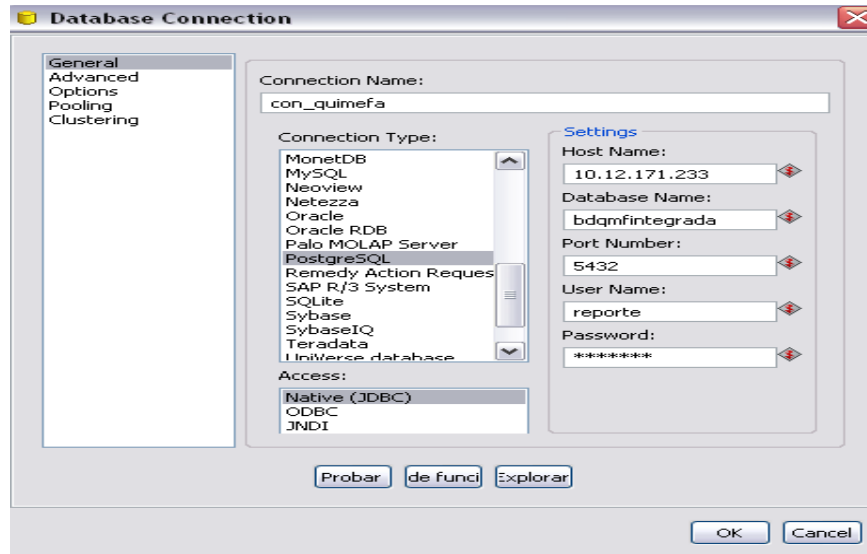 Database Connection
General
Advanced
Options
Pooling
Clustering
Connection Name:
con_quimefa
Connection Type:
MonetDB
MySQL
Neoview
Netezza
Oracle
Oracle RDB
Palo MOLAP Server
PostgreSQL
Remedy Action Reques
SAP R/3 System
SQLite
Sybase
SybaseIQ
Teradata
UniVerse database
Access:
Native (JDBC)
ODBC
JNDI
Settings
Host Name:
10.12.171.233
Database Name:
bdqmfintegrada
Port Number:
5432
User Name:
reporte
Password:
*******
Probar
de funci
Explorar
OK
Cancel